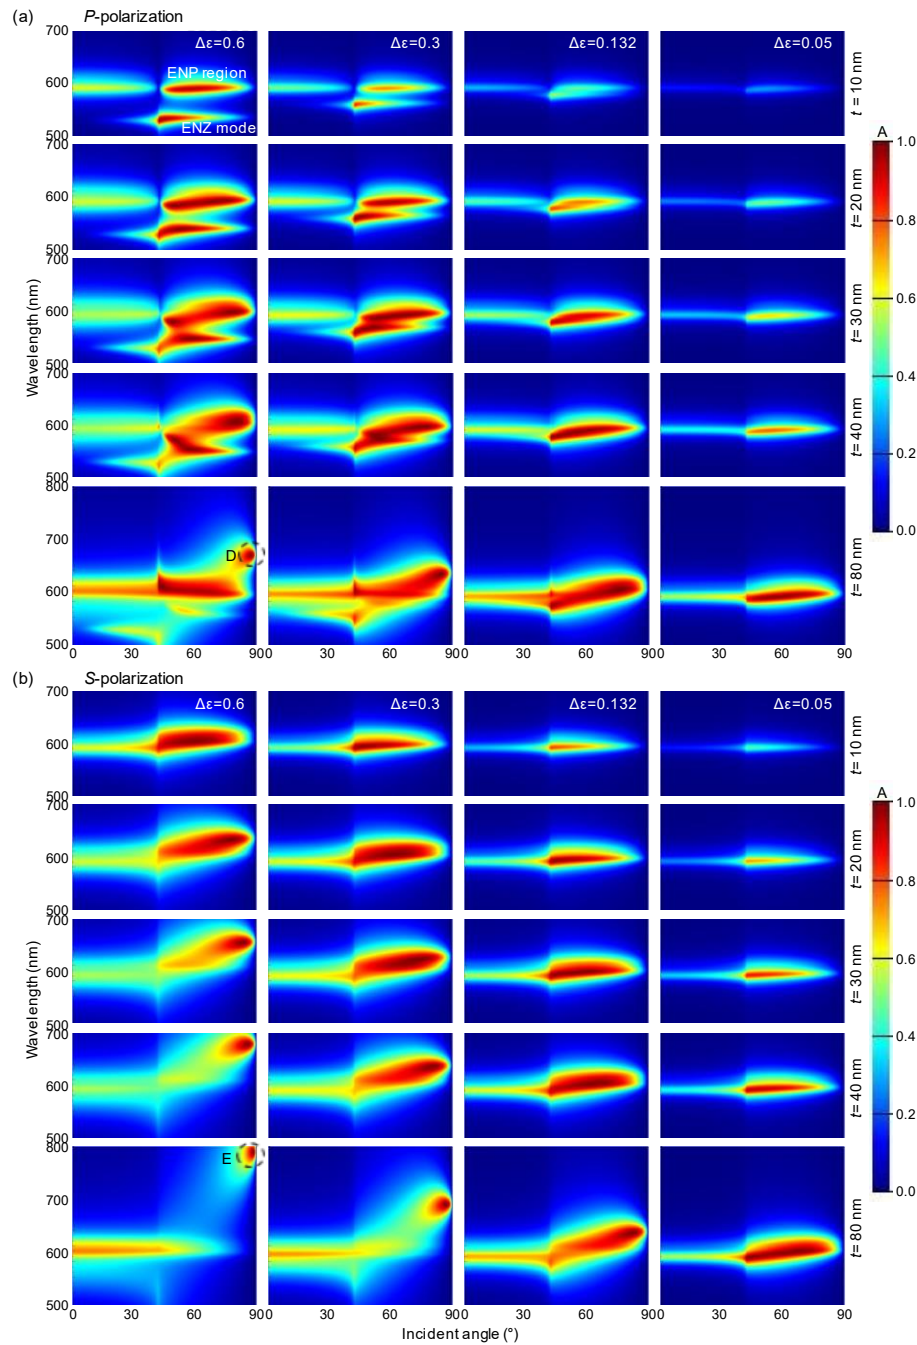 (a) P-polarization
Δε=0.6 Δε=0.3 Δε=0.132 Δε=0.05
ENP region
ENZ mode
700
600
500
t = 10 nm
A
1.0
0.8
0.6
0.4
0.2
0.0
700
600
500
t= 20 nm
Wavelength (nm)
700
600
500
t= 30 nm
700
600
500
t= 40 nm
800
700
600
500
D
t= 80 nm
0 30 60 90 0 30 60 90 0 30 60 90 0 30 60 90
(b) S-polarization
Δε=0.6 Δε=0.3 Δε=0.132 Δε=0.05
700
600
500
t= 10 nm
A
1.0
0.8
0.6
0.4
0.2
0.0
700
600
500
t= 20 nm
Wavelength (nm)
700
600
500
t= 30 nm
700
600
500
t= 40 nm
800
700
600
500
E
t= 80 nm
0 30 60 90 0 30 60 90 0 30 60 90 0 30 60 90
Incident angle (°)